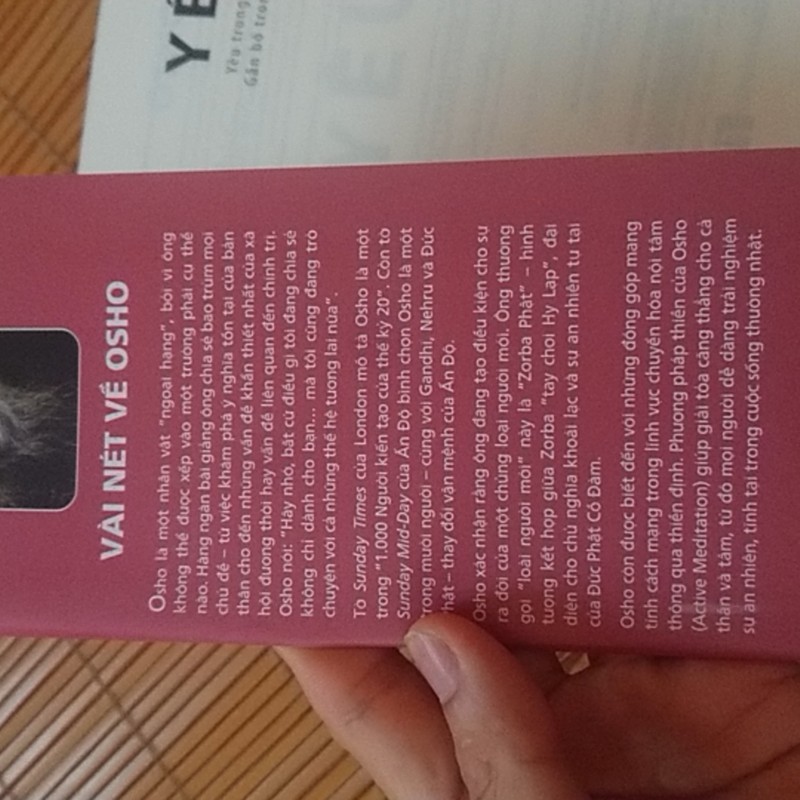 YÊ
Yêu trong
Gắn bó tron
VÀI NÉT VỀ OSHO
Osho là một nhân vật "ngoại hạng", bởi vì ông
không thể được xếp vào một trường phái cụ thể
nào. Hàng ngàn bài giảng ông chia sẻ bao trùm mọi
chủ đề – từ việc khám phá ý nghĩa tồn tại của bản
thân cho đến những vấn đề khẩn thiết nhất của xã
hội đương thời hay vấn đề liên quan đến chính trị.
Osho nói: "Hãy nhớ, bất cứ điều gì tôi đang chia sẻ
không chỉ dành cho bạn... mà tôi cũng đang trò
chuyện với cả những thế hệ tương lai nữa".
Tờ Sunday Times của London mô tả Osho là một
trong "1.000 Người kiến tạo của thế kỷ 20". Còn tờ
Sunday Mid-Day của Ấn Độ bình chọn Osho là một
trong mười người – cùng với Gandhi, Nehru và Đức
hật – thay đổi vận mệnh của Ấn Độ.
Osho xác nhận rằng ông đang tạo điều kiện cho sự
ra đời của một chủng loại người mới. Ông thường
gọi "loài người mới" này là "Zorba Phật" – hình
tượng kết hợp giữa Zorba "tay chơi Hy Lạp", đại
diện cho chủ nghĩa khoái lạc và sự an nhiên tự tại
của Đức Phật Cồ Đàm.
Osho còn được biết đến với những đóng góp mang
tính cách mạng trong lĩnh vực chuyển hóa nội tâm
thông qua thiền định. Phương pháp thiền của Osho
(Active Meditation) giúp giải tỏa căng thẳng cho cả
thân và tâm, từ đó mọi người dễ dàng trải nghiệm
sự an nhiên, tĩnh tại trong cuộc sống thường nhật.